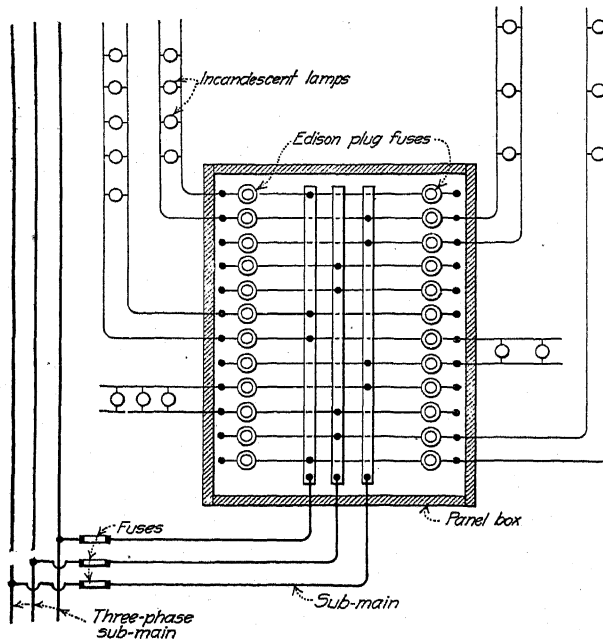 Incandescent lamps
Edison plug fuses
Fuses
Panel box
Sub-main
Three-phase
sub-main